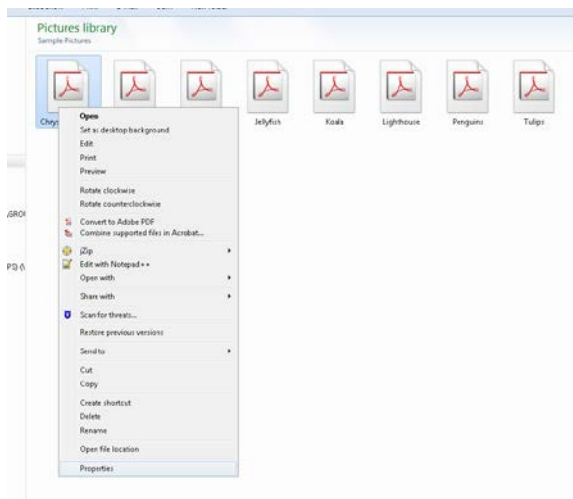 Pictures library
Sample Pictures
Jellyfish
Koala
Lighthouse
Penguins
Tulips
Open
Set as desktop background
Edit
Print
Preview
Rotate clockwise
Rotate counterclockwise
Convert to Adobe PDF
Combine supported files in Acrobat...
jZip
Edit with Notepad++
Open with
Share with
Scan for threats...
Restore previous versions
Send to
Cut
Copy
Create shortcut
Delete
Rename
Open file location
Properties